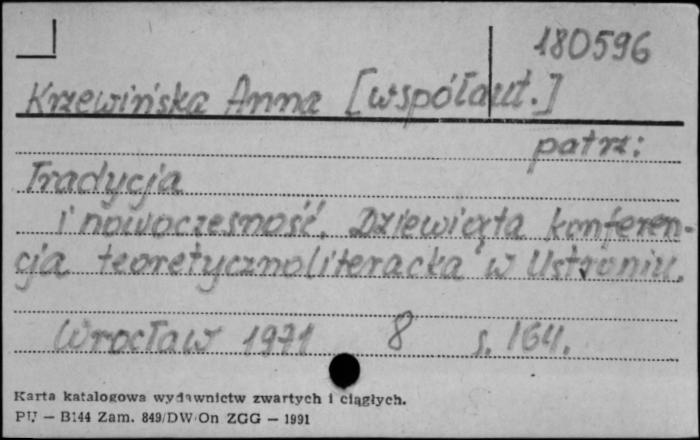 180596
Krzewińska Anna [współaut.]
patrz:
Tradycja
i nowoczesność. Dziewiąta konferen-
cja teoretycznoliteracka w Ustroniu.
Wrocław 1971 8 s. 164.
Karta katalogowa wydawnictw zwartych i ciągłych.
PU — B144 Zam. 849/DW/On ZGG — 1991